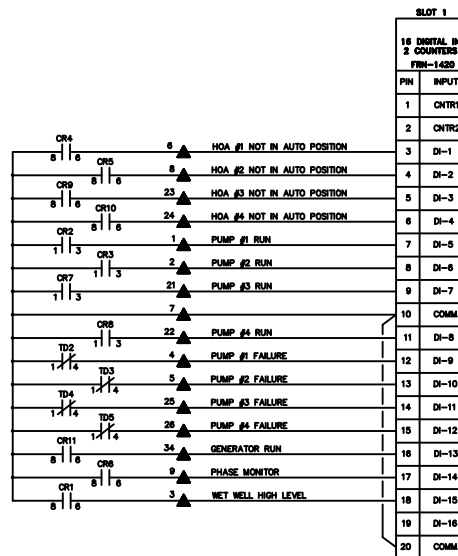 SLOT 1
16 DIGITAL IN
2 COUNTERS
FRN-1420
PIN INPUT
1 CNTR1
2 CNTR2
CR4
8 6 6 HOA #1 NOT IN AUTO POSITION 3 DI-1
CR5
8 6 8 HOA #2 NOT IN AUTO POSITION 4 DI-2
CR9
8 6 23 HOA #3 NOT IN AUTO POSITION 5 DI-3
CR10
8 6 24 HOA #4 NOT IN AUTO POSITION 6 DI-4
CR2
1 3 1 PUMP #1 RUN 7 DI-5
CR3
1 3 2 PUMP #2 RUN 8 DI-6
CR7
1 3 21 PUMP #3 RUN 9 DI-7
7 10 COMM
CR8
1 3 22 PUMP #4 RUN 11 DI-8
TD2
1 4 4 PUMP #1 FAILURE 12 DI-9
TD3
1 4 5 PUMP #2 FAILURE 13 DI-10
TD4
1 4 25 PUMP #3 FAILURE 14 DI-11
TD5
1 4 26 PUMP #4 FAILURE 15 DI-12
CR11
8 6 34 GENERATOR RUN 16 DI-13
CR6
8 6 9 PHASE MONITOR 17 DI-14
CR1
8 6 3 WET WELL HIGH LEVEL 18 DI-15
19 DI-16
20 COMM